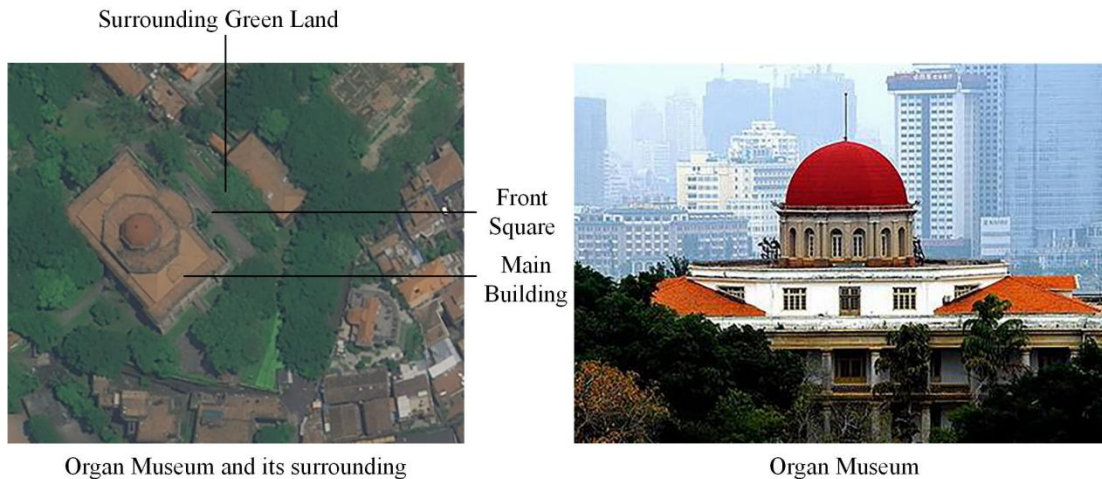 Surrounding Green Land
Front
Square
Main
Building
Organ Museum and its surrounding
Organ Museum